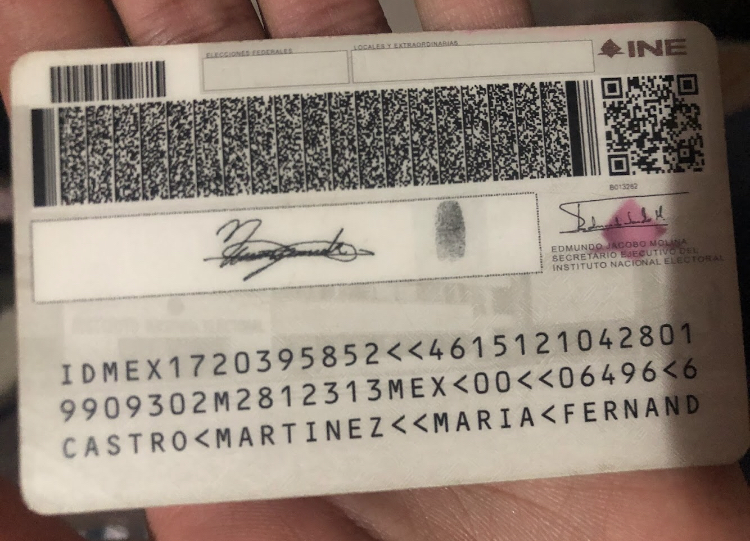 ELECCIONES FEDERALES
LOCALES Y EXTRAORDINARIAS
INE
B013262
EDMUNDO JACOBO MOLINA
SECRETARIO EJECUTIVO DEL
INSTITUTO NACIONAL ELECTORAL
IDMEX1720395852<<4615121042801
9909302M2812313MEX<00<<06496<6
CASTRO<MARTINEZ<<MARIA<FERNAND